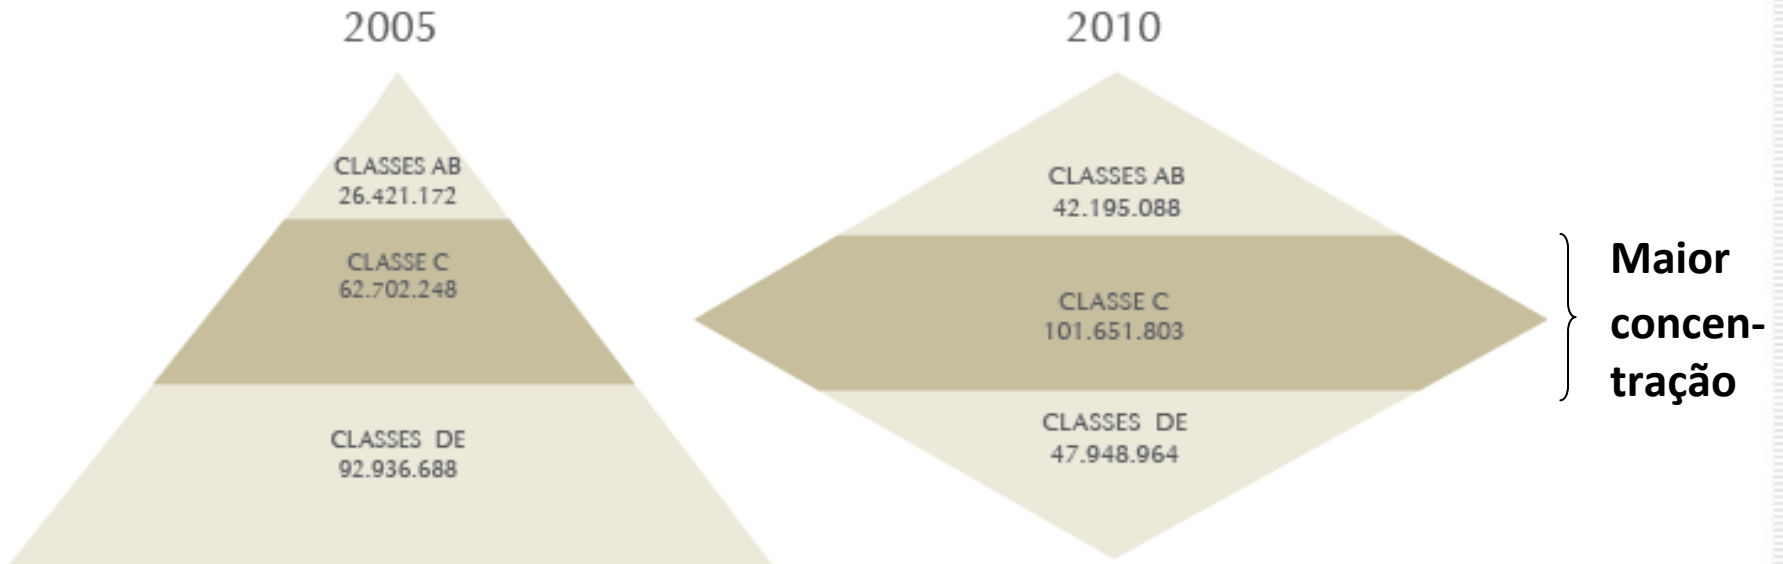 2005
CLASSES AB
26.421.172
CLASSE C
62.702.248
CLASSES DE
92.936.688
2010
CLASSES AB
42.195.088
CLASSE C
101.651.803
CLASSES DE
47.948.964
Maior
concen-
tração